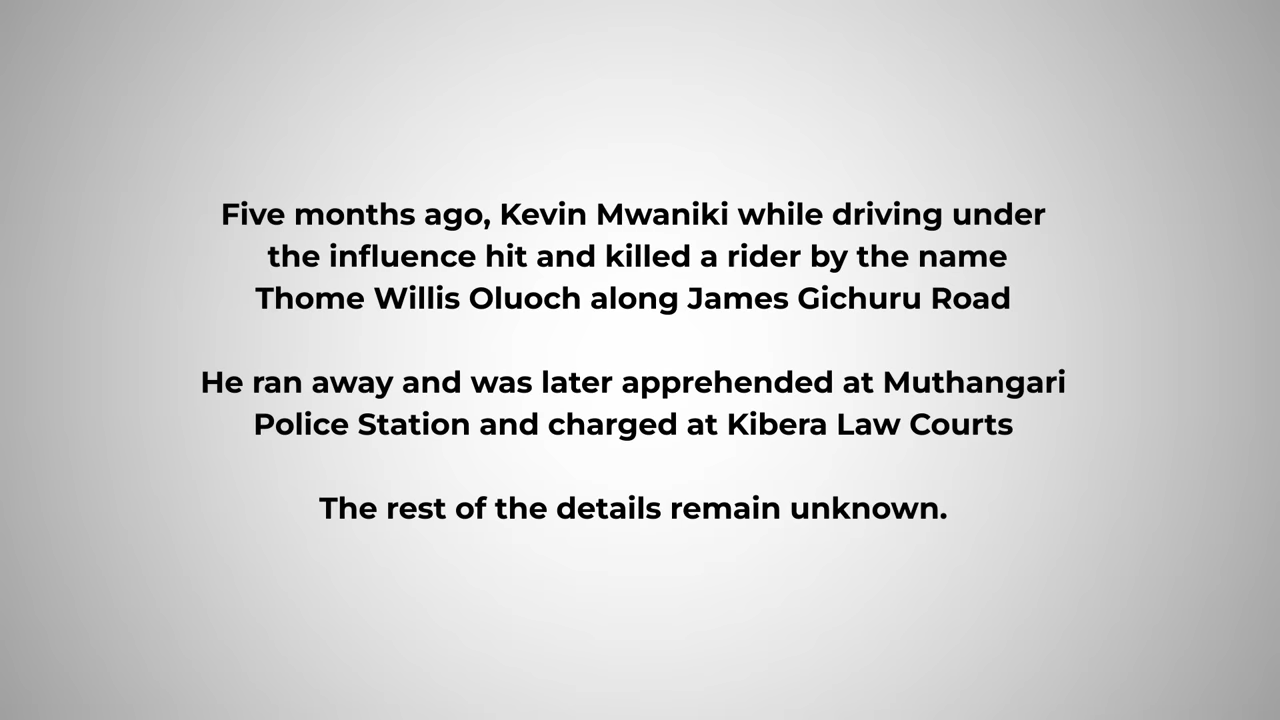 Five months ago, Kevin Mwaniki while driving under
the influence hit and killed a rider by the name
Thome Willis Oluoch along James Gichuru Road
He ran away and was later apprehended at Muthangari
Police Station and charged at Kibera Law Courts
The rest of the details remain unknown.